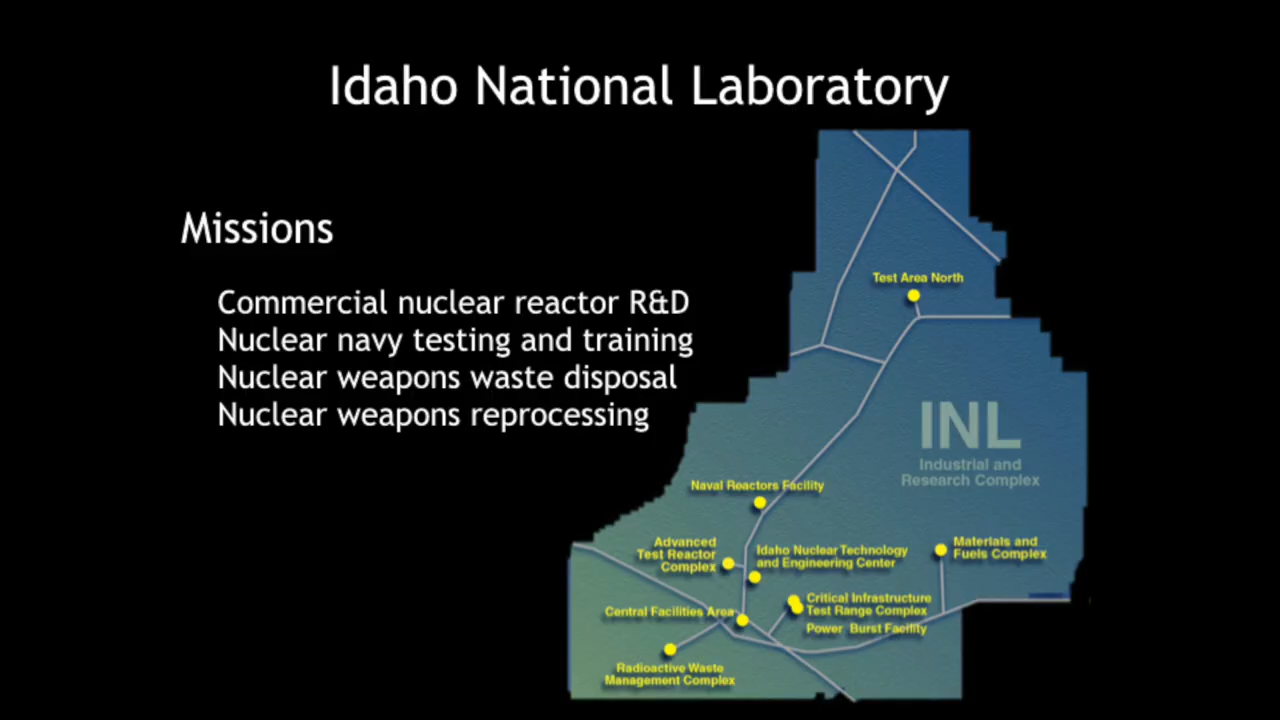 Idaho National Laboratory
Missions
Commercial nuclear reactor R&D
Nuclear navy testing and training
Nuclear weapons waste disposal
Nuclear weapons reprocessing
Test Area North
INL
Industrial and
Research Complex
Naval Reactors Facility
Advanced
Test Reactor
Complex
Idaho Nuclear Technology
and Engineering Center
Materials and
Fuels Complex
Central Facilities Area
Critical Infrastructure
Test Range Complex
Power Burst Facility
Radioactive Waste
Management Complex